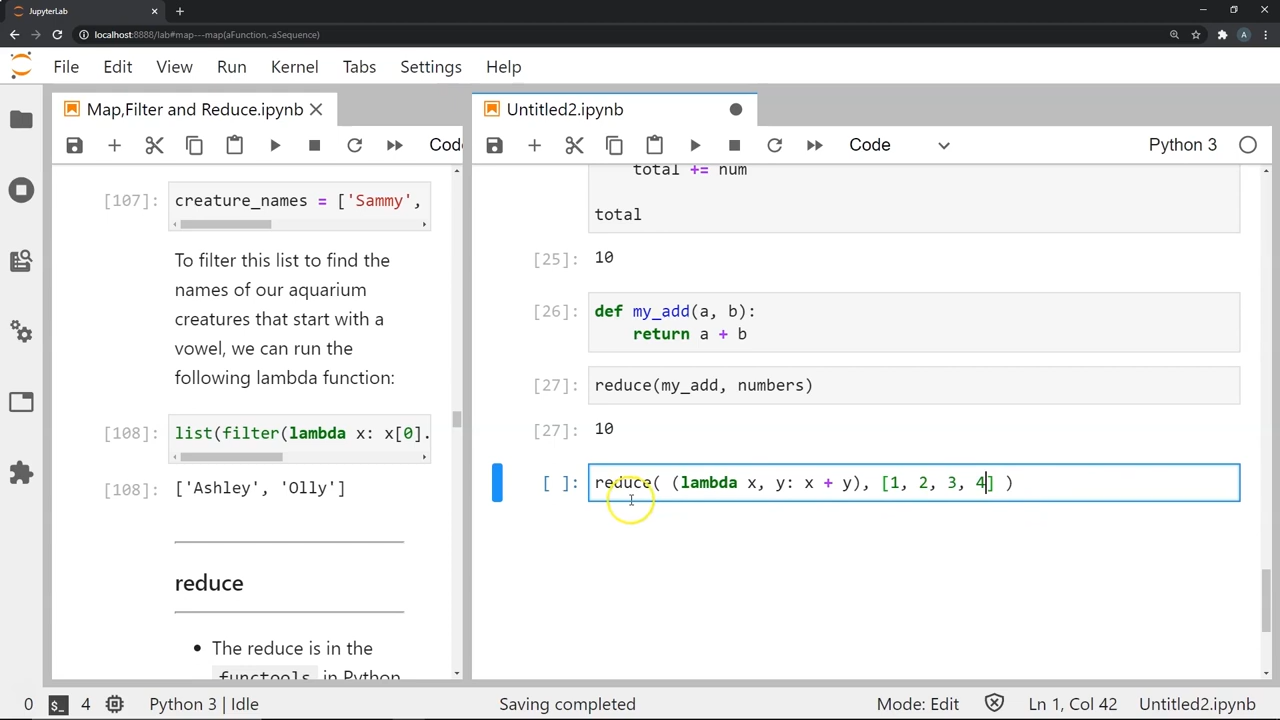 JupyterLab
localhost:8888/lab#map---map(aFunction,-aSequence)
A
File Edit View Run Kernel Tabs Settings Help
Map,Filter and Reduce.ipynb
Untitled2.ipynb
Code
Code
Python 3
[107]:
creature_names = ['Sammy',
To filter this list to find the
names of our aquarium
creatures that start with a
vowel, we can run the
following lambda function:
[108]:
list(filter(lambda x: x[0].
[108]:
['Ashley', 'Olly']
reduce
• The reduce is in the
functools in Python
total += num
total
[25]:
10
[26]:
def my_add(a, b):
return a + b
[27]:
reduce(my_add, numbers)
[27]:
10
[ ]:
reduce( (lambda x, y: x + y), [1, 2, 3, 4] )
0
$_
4
Python 3 | Idle
Saving completed
Mode: Edit
Ln 1, Col 42
Untitled2.ipynb